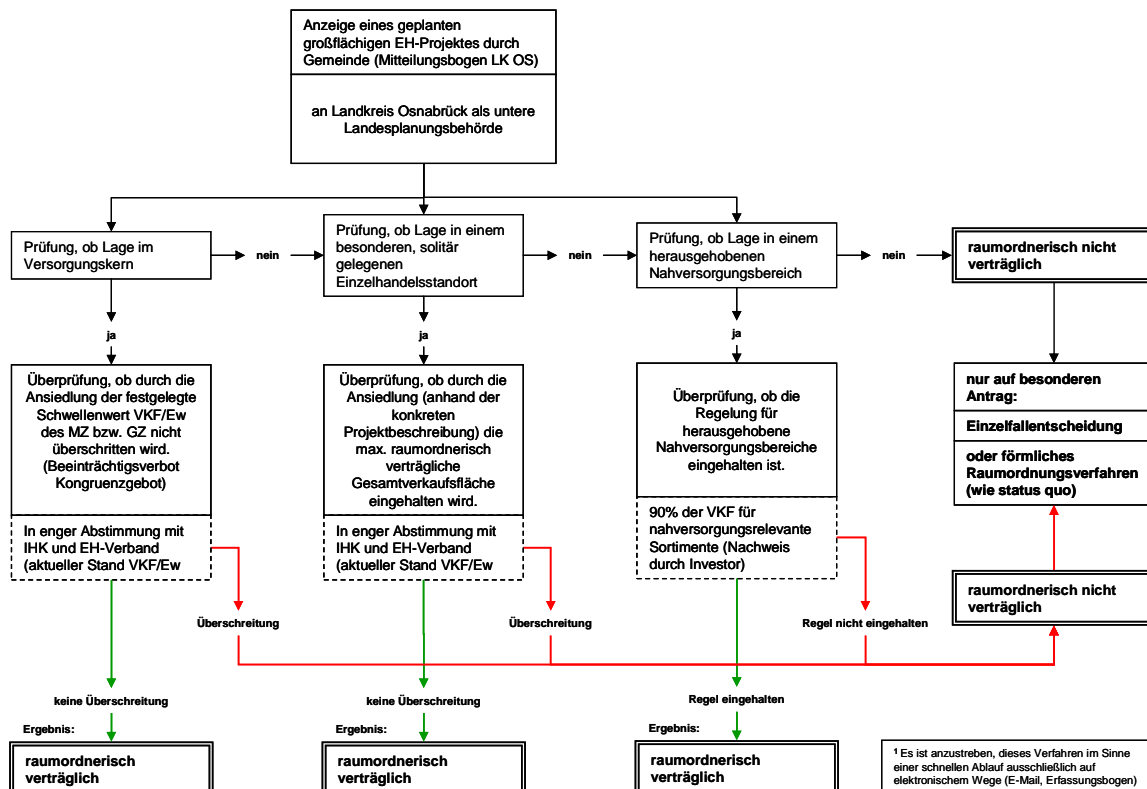 Anzeige eines geplanten
großflächigen EH-Projektes durch
Gemeinde (Mitteilungsbogen LK OS)
an Landkreis Osnabrück als untere
Landesplanungsbehörde
Prüfung, ob Lage im
Versorgungskern
nein
Prüfung, ob Lage in einem
besonderen, solitär
gelegenen
Einzelhandelsstandort
nein
Prüfung, ob Lage in einem
herausgehobenen
Nahversorgungsbereich
nein
raumordnerisch nicht
verträglich
ja
ja
ja
Überprüfung, ob durch die
Ansiedlung der festgelegte
Schwellenwert VKF/Ew
des MZ bzw. GZ nicht
überschritten wird.
(Beeinträchtigsverbot
Kongruenzgebot)
In enger Abstimmung mit
IHK und EH-Verband
(aktueller Stand VKF/Ew
Überprüfung, ob durch die
Ansiedlung (anhand der
konkreten
Projektbeschreibung) die
max. raumordnerisch
verträgliche
Gesamtverkaufsfläche
eingehalten wird.
In enger Abstimmung mit
IHK und EH-Verband
(aktueller Stand VKF/Ew
Überprüfung, ob die
Regelung für
herausgehobene
Nahversorgungsbereiche
eingehalten ist.
90% der VKF für
nahversorgungsrelevante
Sortimente (Nachweis
durch Investor)
nur auf besonderen
Antrag:
Einzelfallentscheidung
oder förmliches
Raumordnungsverfahren
(wie status quo)
raumordnerisch nicht
verträglich
Überschreitung
Überschreitung
Regel nicht eingehalten
keine Überschreitung
keine Überschreitung
Regel eingehalten
Ergebnis:
Ergebnis:
Ergebnis:
raumordnerisch
verträglich
raumordnerisch
verträglich
raumordnerisch
verträglich
¹ Es ist anzustreben, dieses Verfahren im Sinne
einer schnellen Ablauf ausschließlich auf
elektronischem Wege (E-Mail, Erfassungsbogen)